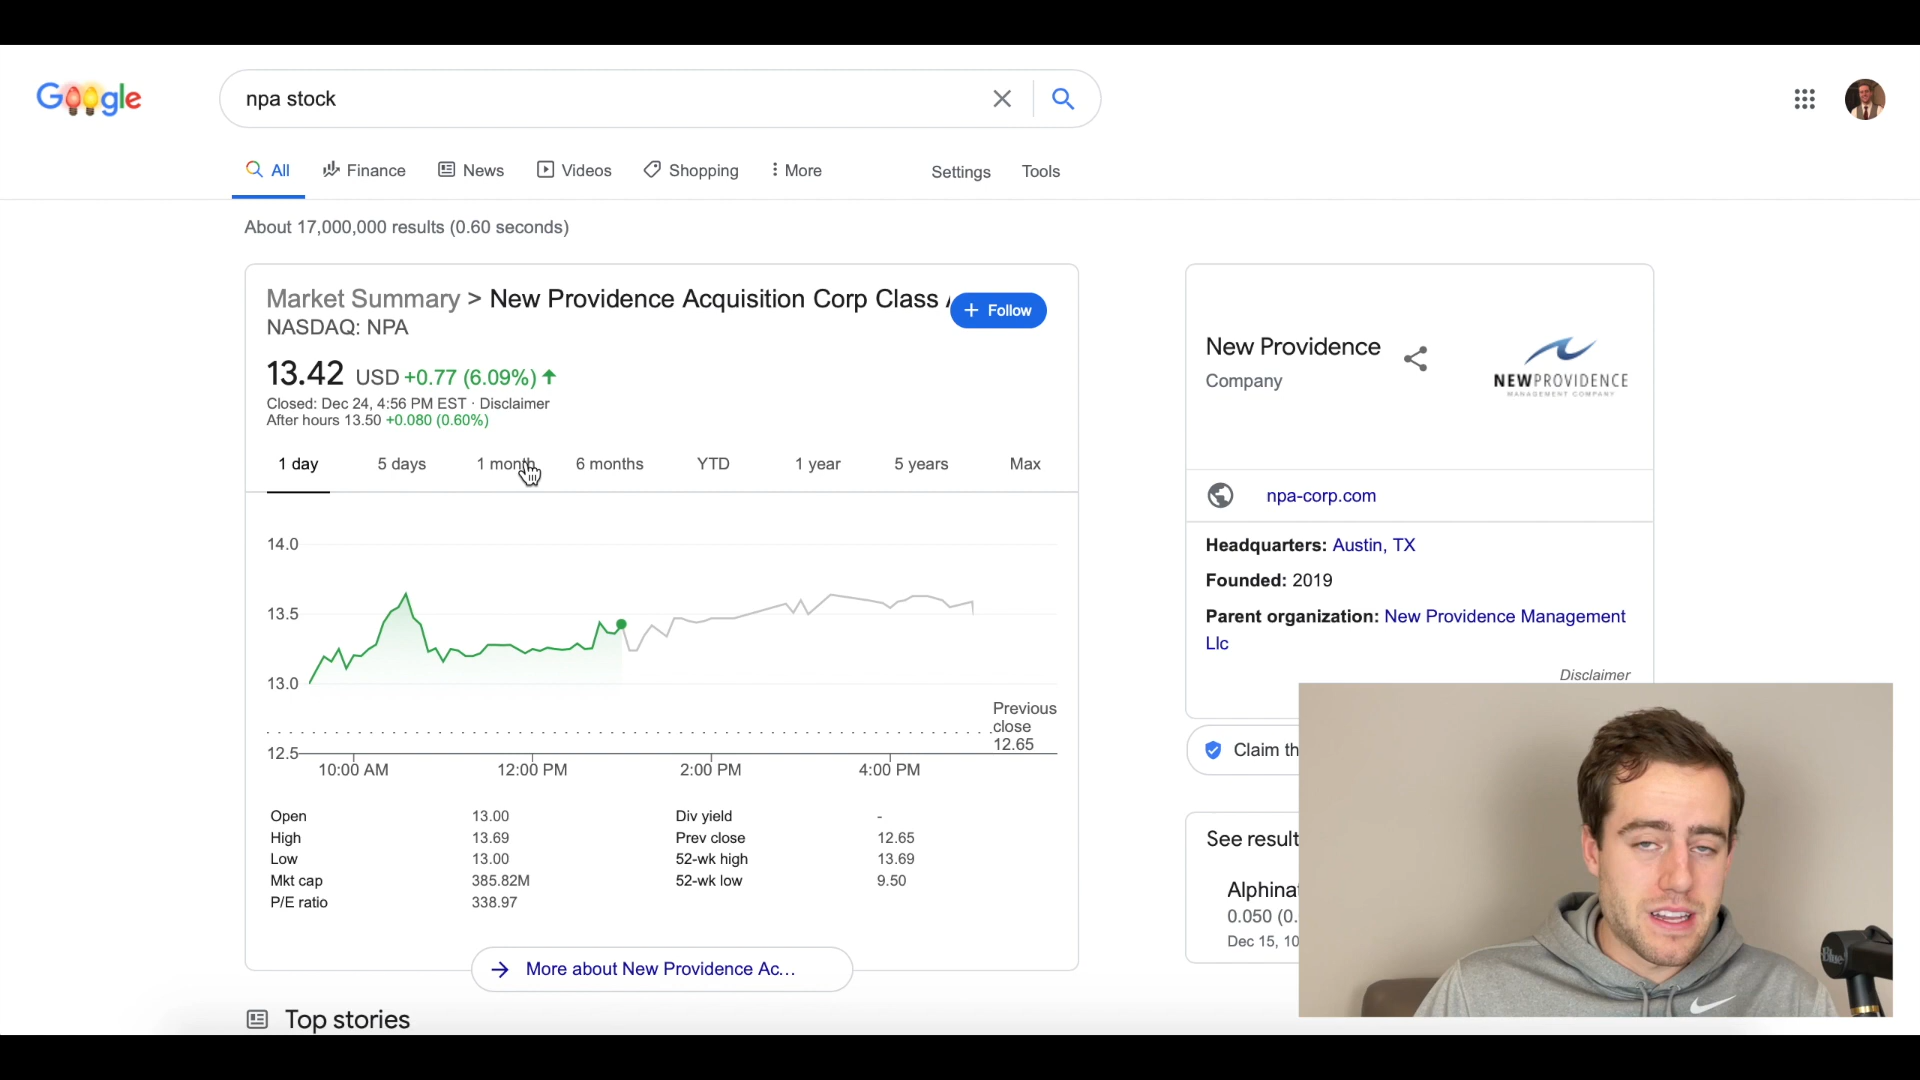 Google
npa stock
All
Finance
News
Videos
Shopping
More
Settings
Tools
About 17,000,000 results (0.60 seconds)
Market Summary > New Providence Acquisition Corp Class
Follow
NASDAQ: NPA
13.42 USD +0.77 (6.09%)
Closed: Dec 24, 4:56 PM EST · Disclaimer
After hours 13.50 +0.080 (0.60%)
1 day
5 days
1 month
6 months
YTD
1 year
5 years
Max
14.0
13.5
13.0
12.5
Previous
close
12.65
10:00 AM
12:00 PM
2:00 PM
4:00 PM
Open 13.00 Div yield -
High 13.69 Prev close 12.65
Low 13.00 52-wk high 13.69
Mkt cap 385.82M 52-wk low 9.50
P/E ratio 338.97
More about New Providence Ac...
Top stories
New Providence
Company
NEWPROVIDENCE
MANAGEMENT COMPANY
npa-corp.com
Headquarters: Austin, TX
Founded: 2019
Parent organization: New Providence Management
Llc
Disclaimer
Claim th
See result
Alphina
0.050 (0.
Dec 15, 10
Blue